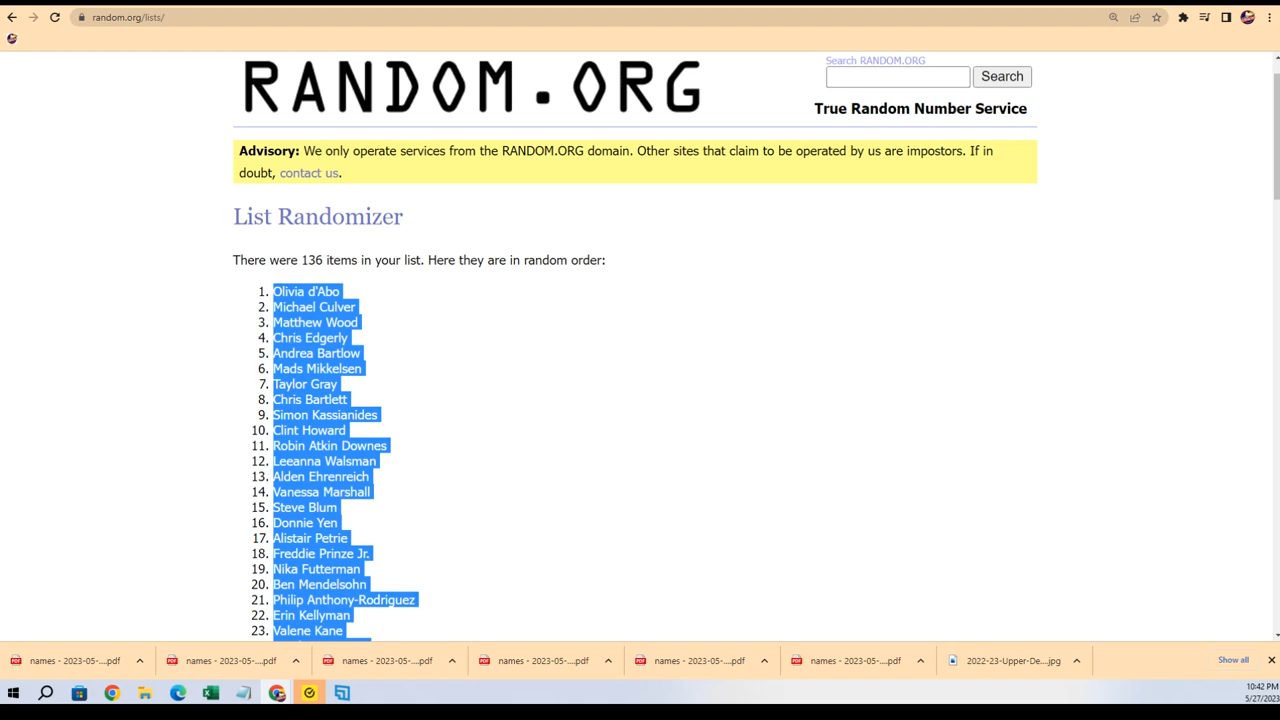 random.org/lists/
RANDOM.ORG
Search RANDOM.ORG
Search
True Random Number Service
Advisory: We only operate services from the RANDOM.ORG domain. Other sites that claim to be operated by us are impostors. If in
doubt, contact us.
List Randomizer
There were 136 items in your list. Here they are in random order:
1. Olivia d'Abo
2. Michael Culver
3. Matthew Wood
4. Chris Edgerly
5. Andrea Bartlow
6. Mads Mikkelsen
7. Taylor Gray
8. Chris Bartlett
9. Simon Kassianides
10. Clint Howard
11. Robin Atkin Downes
12. Leeanna Walsman
13. Alden Ehrenreich
14. Vanessa Marshall
15. Steve Blum
16. Donnie Yen
17. Alistair Petrie
18. Freddie Prinze Jr.
19. Nika Futterman
20. Ben Mendelsohn
21. Philip Anthony-Rodriguez
22. Erin Kellyman
23. Valene Kane
names - 2023-05-....pdf
names - 2023-05-....pdf
names - 2023-05-....pdf
names - 2023-05-....pdf
names - 2023-05-....pdf
names - 2023-05-....pdf
2022-23-Upper-De....jpg
Show all
10:42 PM
5/27/2023